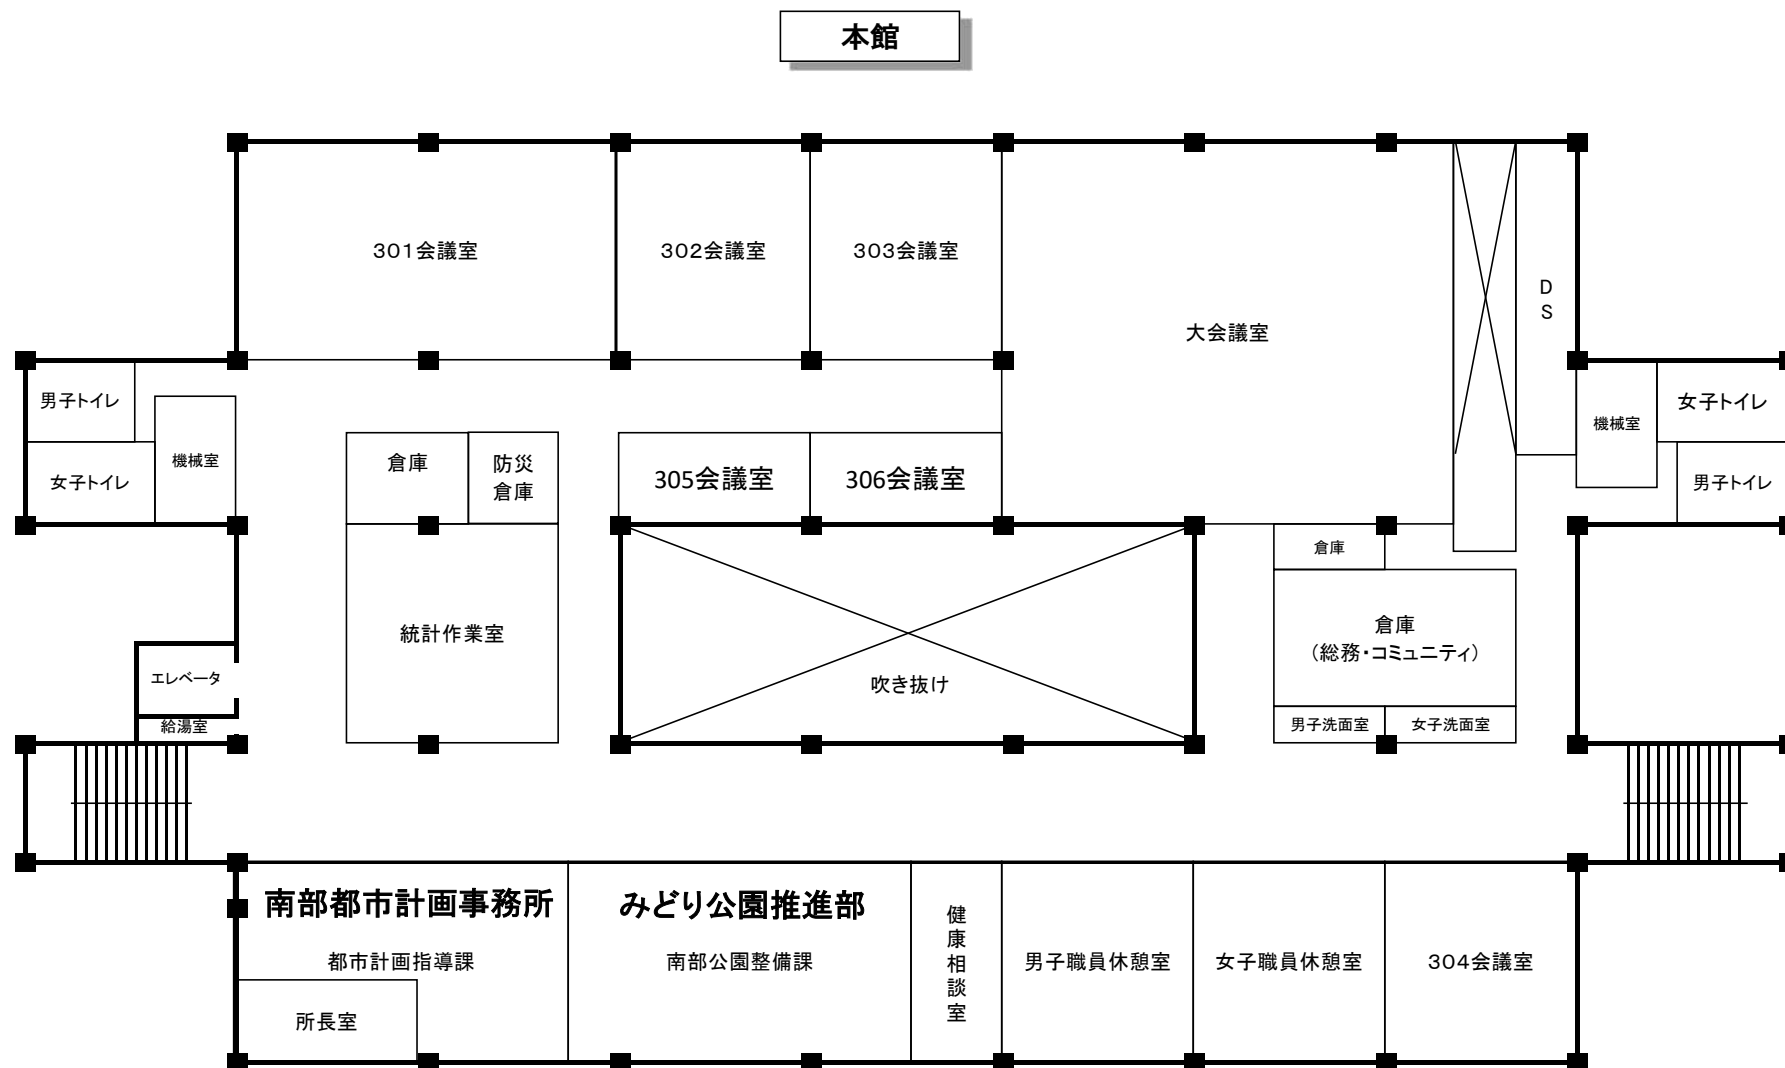 本館
301会議室
302会議室
303会議室
大会議室
DS
男子トイレ
女子トイレ
機械室
倉庫
防災
倉庫
305会議室
306会議室
機械室
女子トイレ
男子トイレ
統計作業室
吹き抜け
倉庫
倉庫
（総務・コミュニティ）
男子洗面室
女子洗面室
エレベータ
給湯室
南部都市計画事務所
都市計画指導課
所長室
みどり公園推進部
南部公園整備課
健康相談室
男子職員休憩室
女子職員休憩室
304会議室